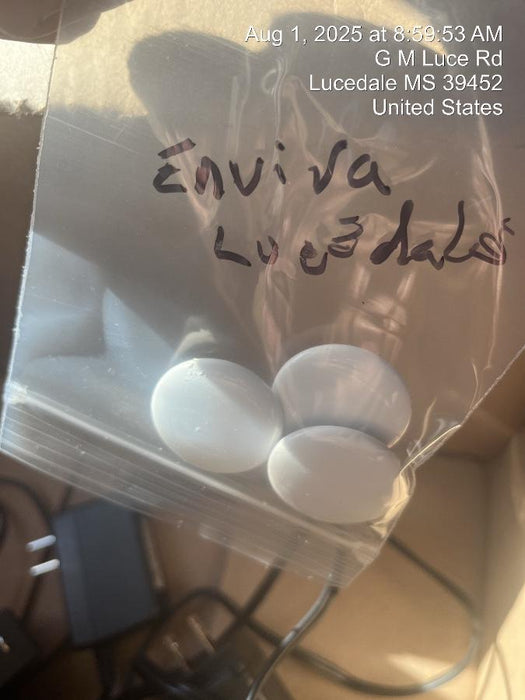 Aug 1, 2025 at 8:59:53 AM
G M Luce Rd
Lucedale MS 39452
United States
Enviva
Lucedale